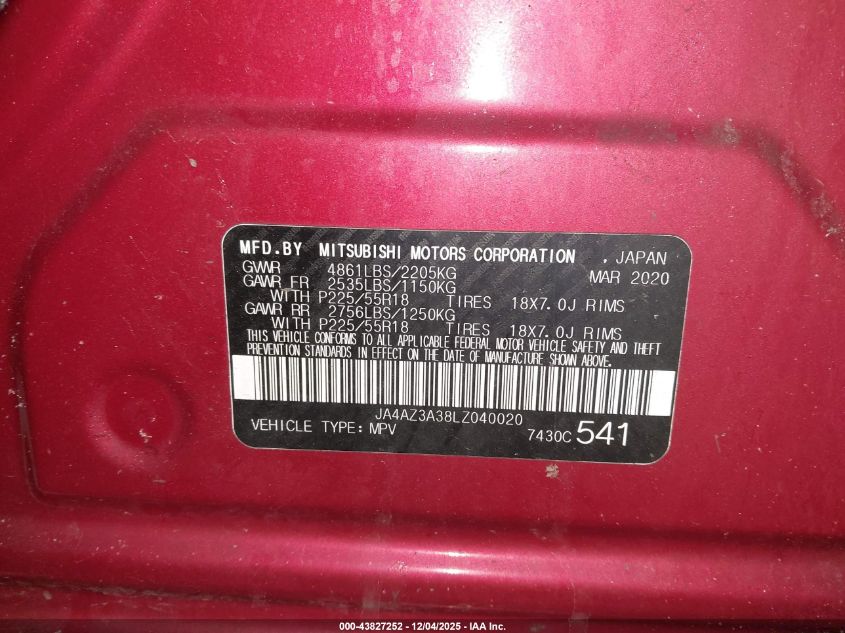 MFD.BY MITSUBISHI MOTORS CORPORATION , JAPAN
GVWR 4861LBS/2205KG MAR 2020
GAWR FR 2535LBS/1150KG
WITH P225/55R18 TIRES 18X7.0J RIMS
GAWR RR 2756LBS/1250KG
WITH P225/55R18 TIRES 18X7.0J RIMS
THIS VEHICLE CONFORMS TO ALL APPLICABLE FEDERAL MOTOR VEHICLE SAFETY AND THEFT
PREVENTION STANDARDS IN EFFECT ON THE DATE OF MANUFACTURE SHOWN ABOVE.
JA4AZ3A38LZ040020
VEHICLE TYPE: MPV 7430C 541
000-43827252 - 12/04/2025 - IAA Inc.